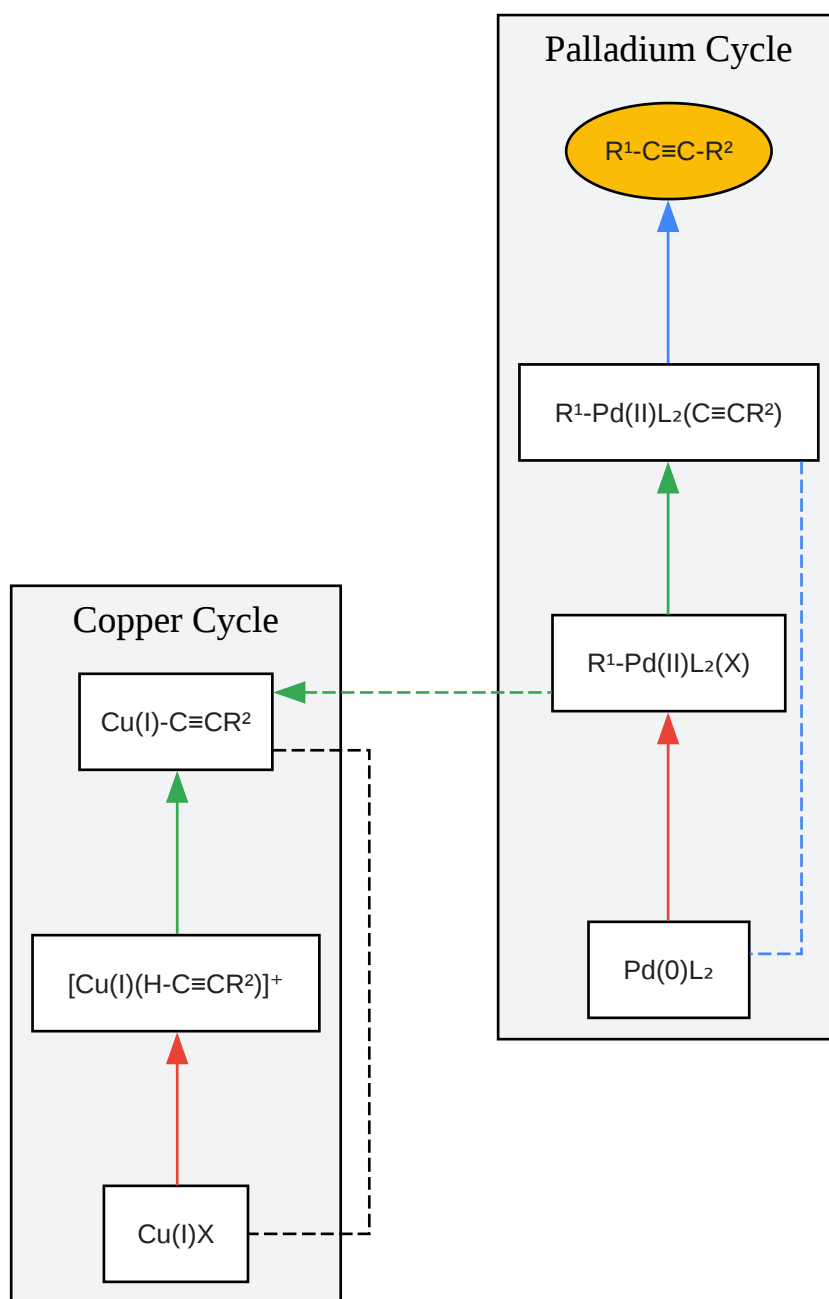 Palladium Cycle
R¹-C≡C-R²
R¹-Pd(II)L₂(C≡CR²)
R¹-Pd(II)L₂(X)
Pd(0)L₂
Copper Cycle
Cu(I)-C≡CR²
[Cu(I)(H-C≡CR²)]⁺
Cu(I)X